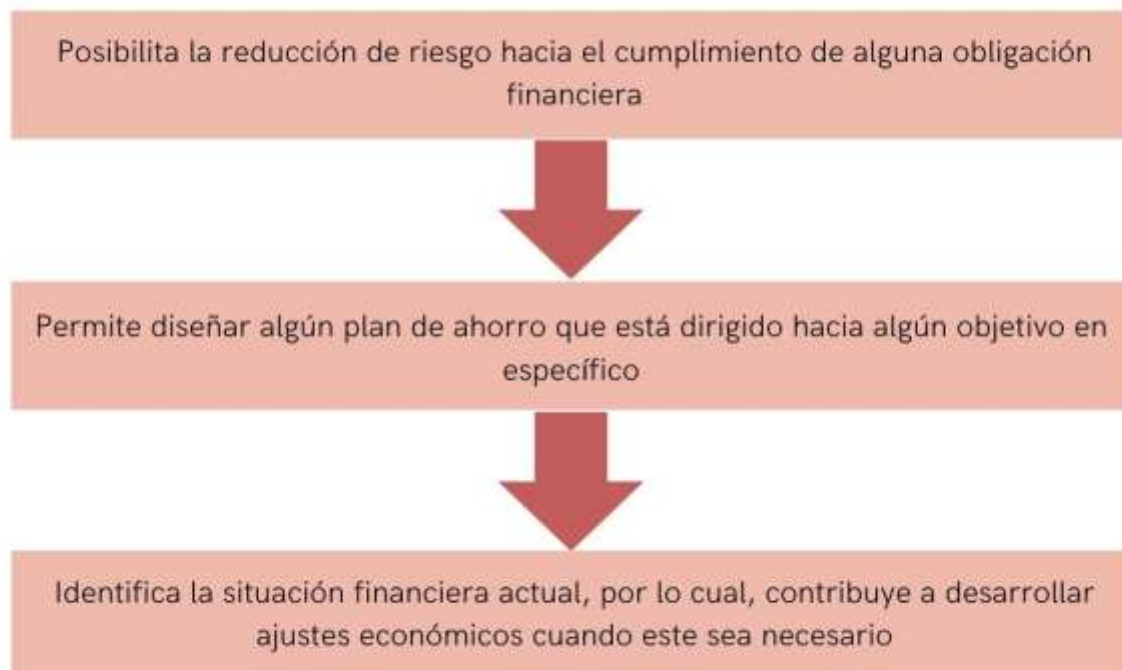 Posibilita la reducción de riesgo hacia el cumplimiento de alguna obligación
financiera
Permite diseñar algún plan de ahorro que está dirigido hacia algún objetivo en
específico
Identifica la situación financiera actual, por lo cual, contribuye a desarrollar
ajustes económicos cuando este sea necesario